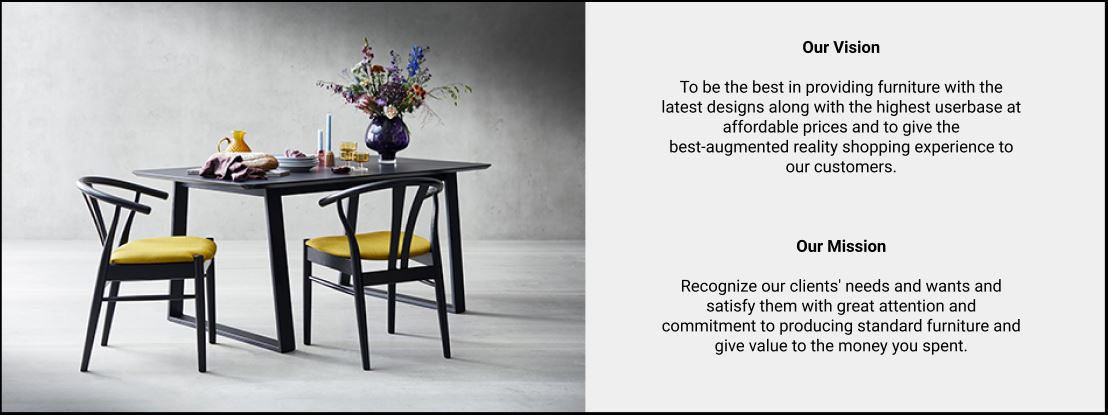 Our Vision
To be the best in providing furniture with the
latest designs along with the highest userbase at
affordable prices and to give the
best-augmented reality shopping experience to
our customers.
Our Mission
Recognize our clients' needs and wants and
satisfy them with great attention and
commitment to producing standard furniture and
give value to the money you spent.